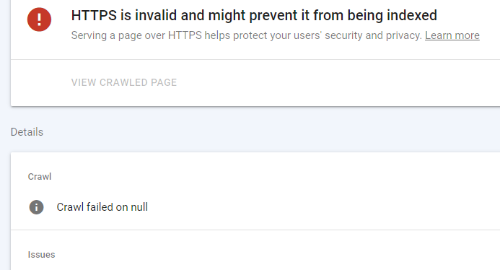 HTTPS is invalid and might prevent it from being indexed
Serving a page over HTTPS helps protect your users' security and privacy. Learn more
VIEW CRAWLED PAGE
Details
Crawl
Crawl failed on null
Issues